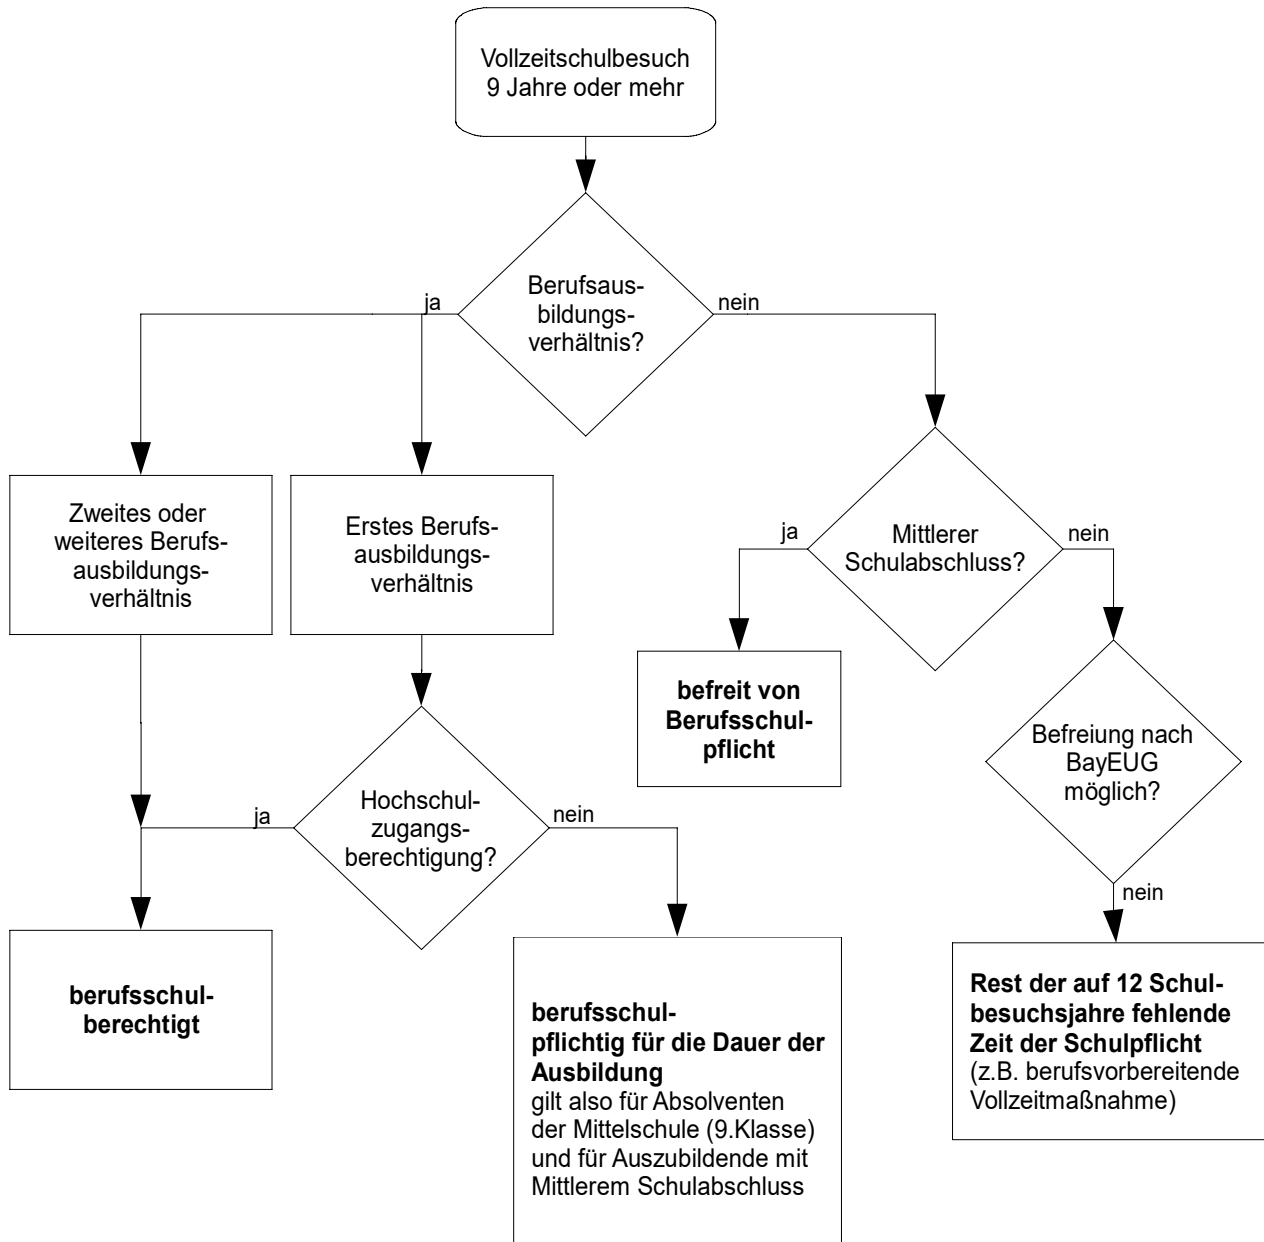 Vollzeitschulbesuch
9 Jahre oder mehr
Berufsaus-
bildungs-
verhältnis?
ja
nein
Zweites oder
weiteres Berufs-
ausbildungs-
verhältnis
Erstes Berufs-
ausbildungs-
verhältnis
Mittlerer
Schulabschluss?
ja
nein
befreit von
Berufsschul-
pflicht
Befreiung nach
BayEUG
möglich?
nein
Hochschul-
zugangs-
berechtigung?
ja
nein
berufsschul-
berechtigt
berufsschul-
pflichtig für die Dauer der
Ausbildung
gilt also für Absolventen
der Mittelschule (9.Klasse)
und für Auszubildende mit
Mittlerem Schulabschluss
Rest der auf 12 Schul-
besuchsjahre fehlende
Zeit der Schulpflicht
(z.B. berufsvorbereitende
Vollzeitmaßnahme)